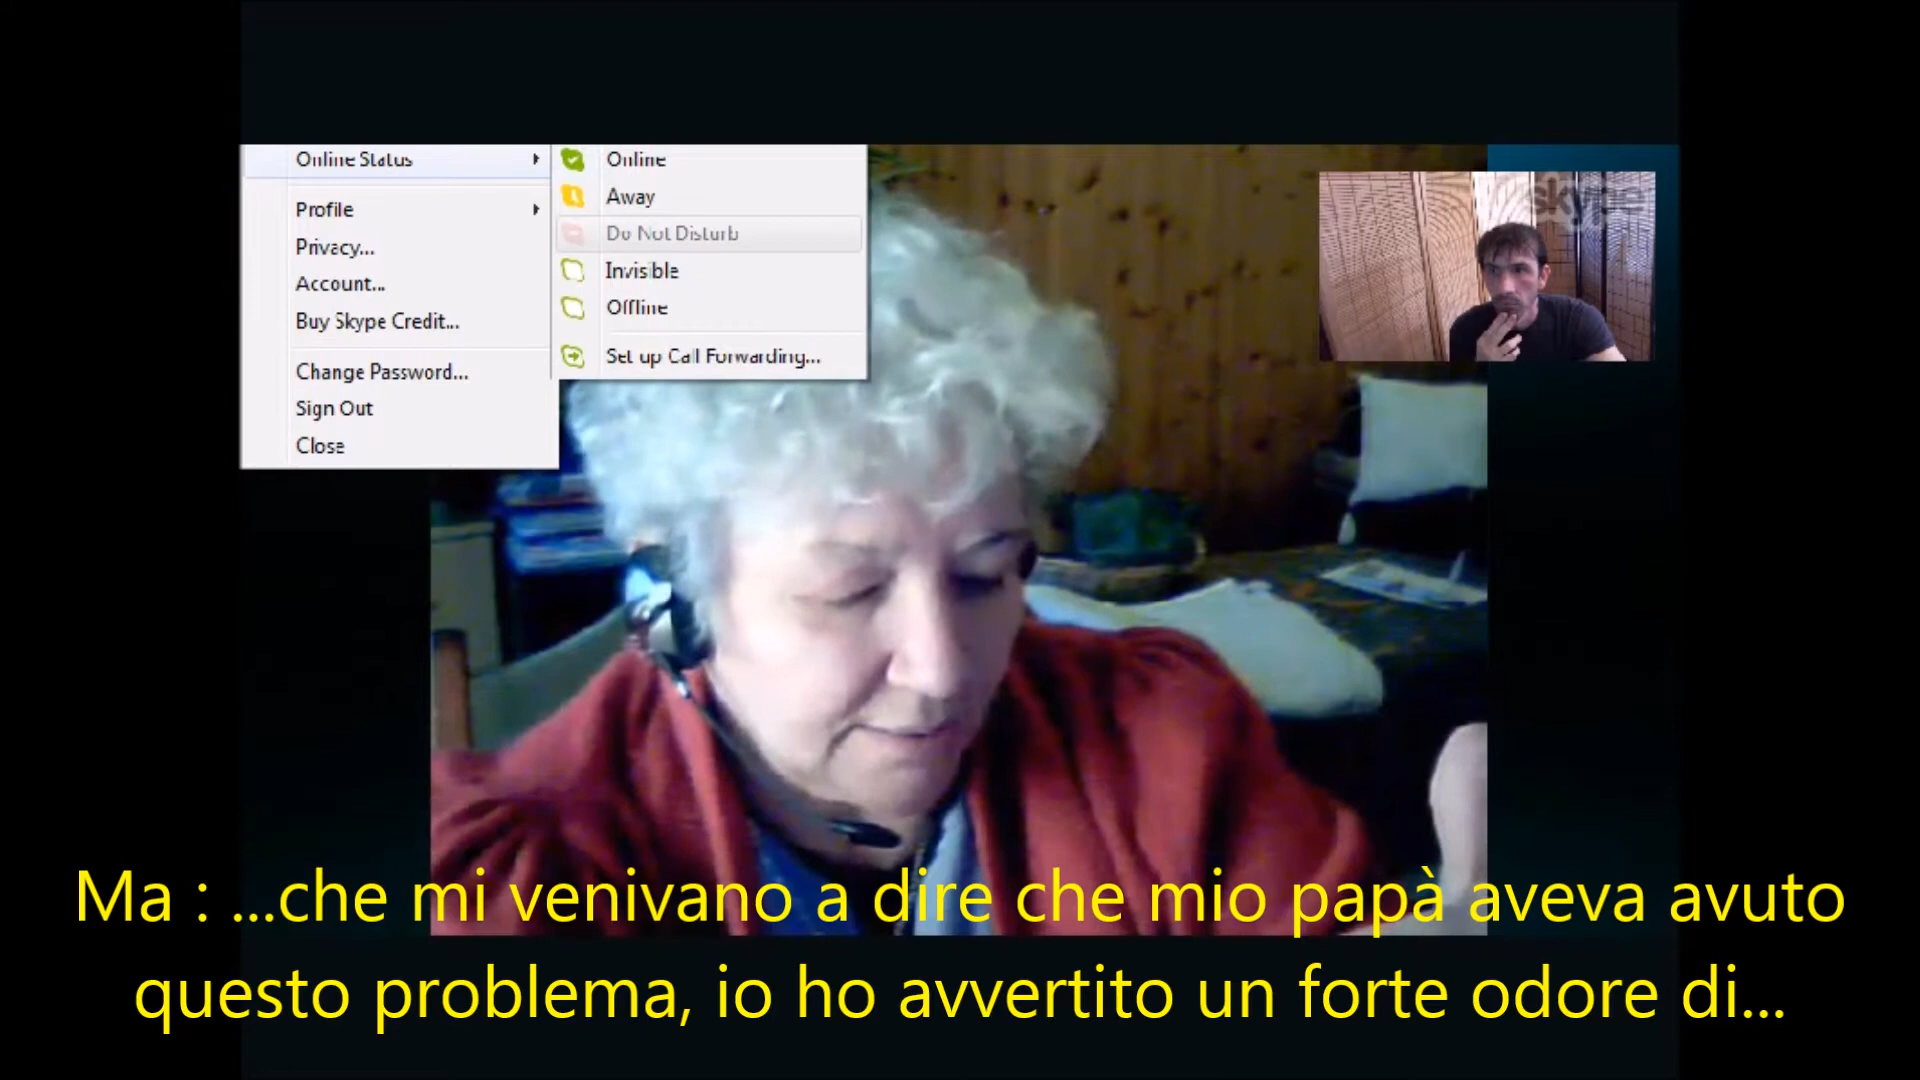 Online Status
Online
Away
Profile
Do Not Disturb
Privacy...
Invisible
Account...
Offline
Buy Skype Credit...
Set up Call Forwarding...
Change Password...
Sign Out
Close
skype
Ma : ...che mi venivano a dire che mio papà aveva avuto
questo problema, io ho avvertito un forte odore di...